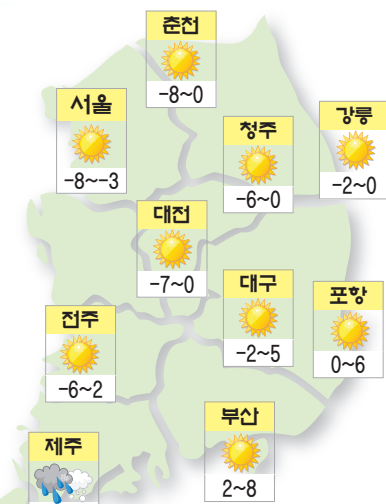 춘천
-8~0
서울
-8~-3
청주
-6~0
강릉
-2~0
대전
-7~0
대구
-2~5
포항
0~6
전주
-6~2
부산
2~8
제주